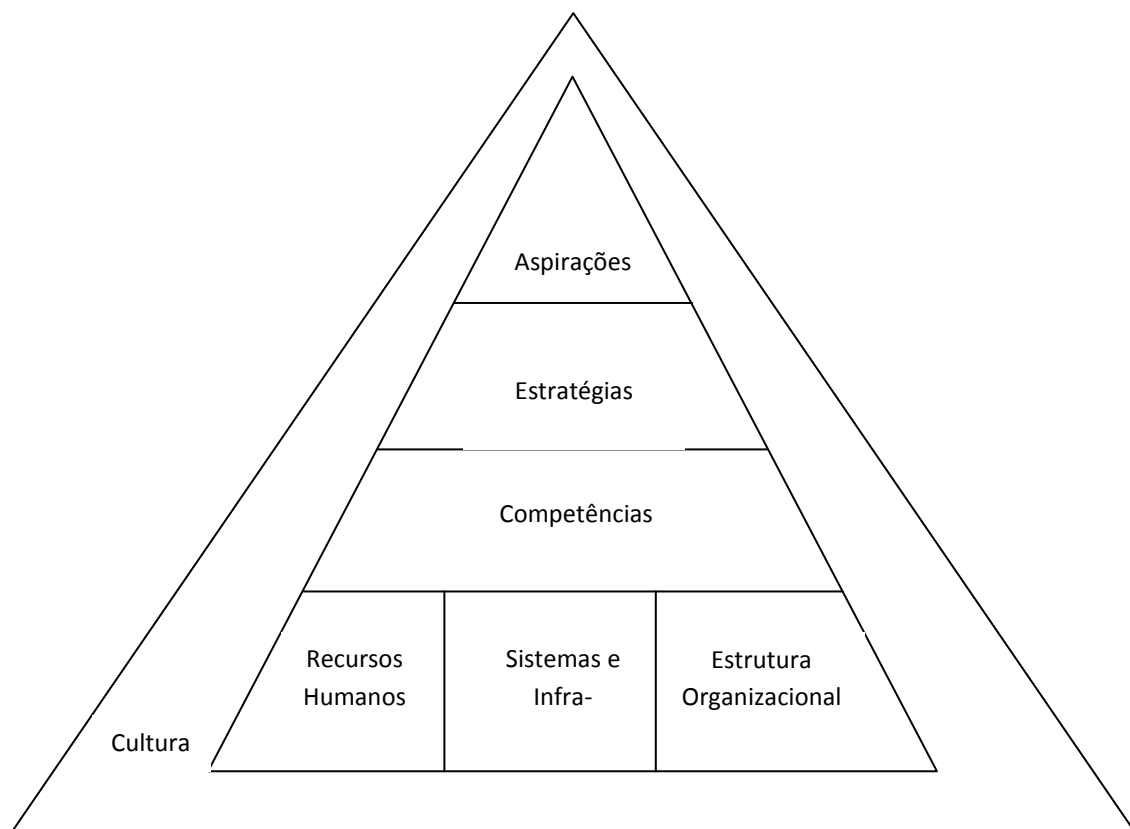 Aspirações
Estratégias
Competências
Recursos
Humanos
Sistemas e
Infra-
Estrutura
Organizacional
Cultura